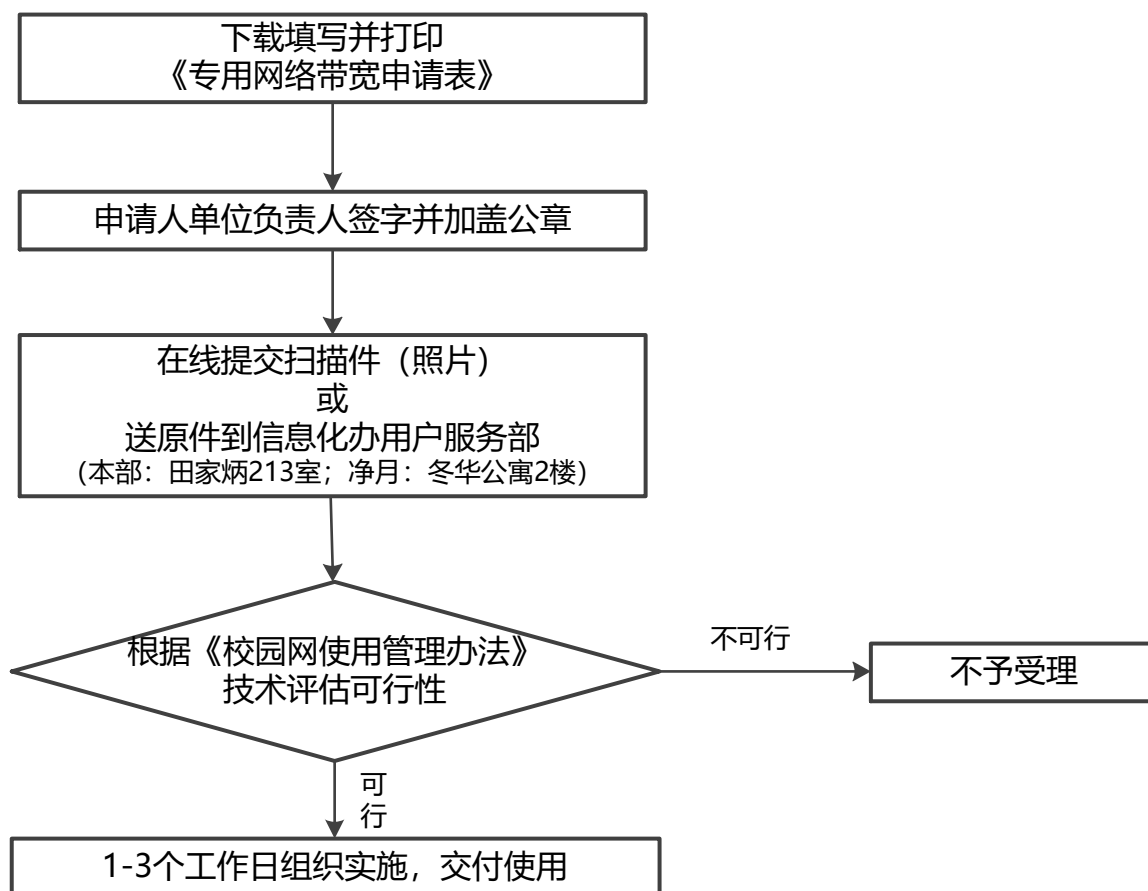 下载填写并打印
《专用网络带宽申请表》
申请人单位负责人签字并加盖公章
在线提交扫描件（照片）
或
送原件到信息化办用户服务部
（本部：田家炳213室；净月：冬华公寓2楼）
根据《校园网使用管理办法》
技术评估可行性
不可行
不予受理
可
行
1-3个工作日组织实施，交付使用